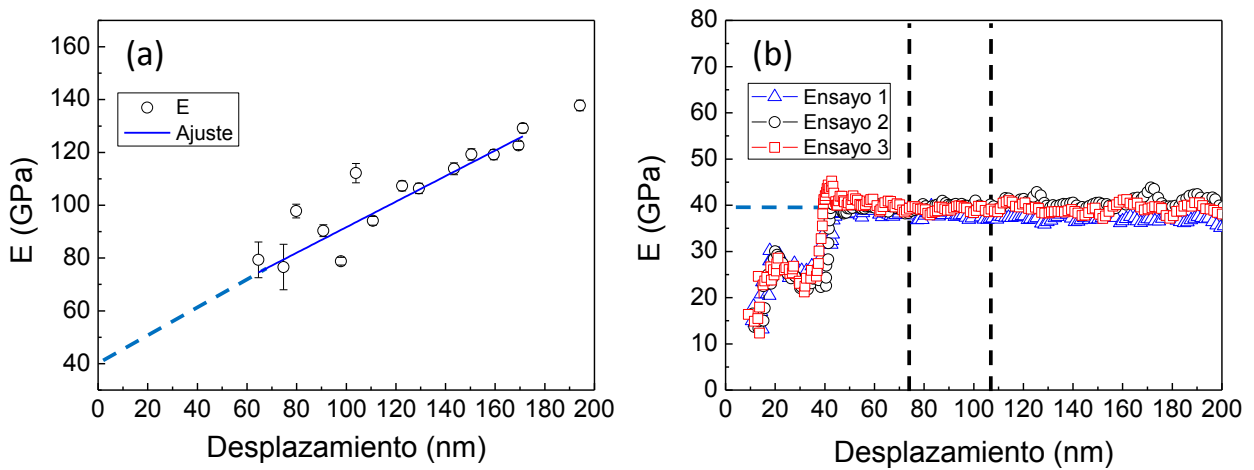 (a)
E (GPa)
160
140
120
100
80
60
40
E
Ajuste
0 20 40 60 80 100 120 140 160 180 200
Desplazamiento (nm)
(b)
E (GPa)
80
70
60
50
40
30
20
10
0
Ensayo 1
Ensayo 2
Ensayo 3
0 20 40 60 80 100 120 140 160 180 200
Desplazamiento (nm)